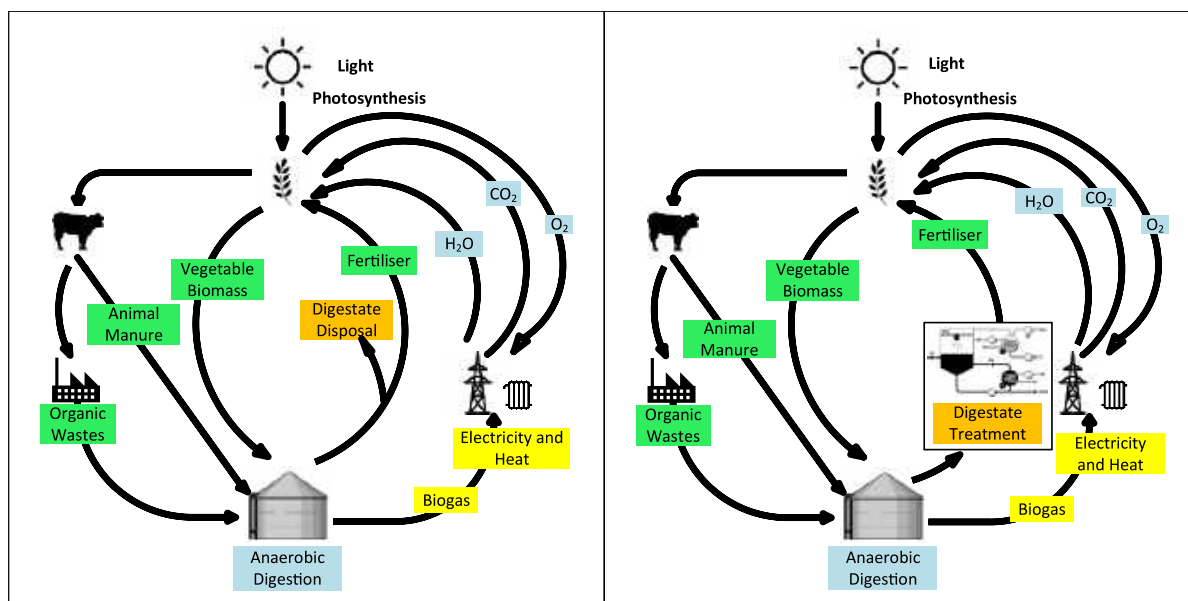 Light
Photosynthesis
CO₂
O₂
H₂O
Fertiliser
Vegetable
Biomass
Digestate
Disposal
Animal
Manure
Organic
Wastes
Electricity and
Heat
Biogas
Anaerobic
Digestion
Light
Photosynthesis
CO₂
H₂O
O₂
Fertiliser
Vegetable
Biomass
Animal
Manure
Organic
Wastes
Digestate
Treatment
Electricity
and Heat
Biogas
Anaerobic
Digestion